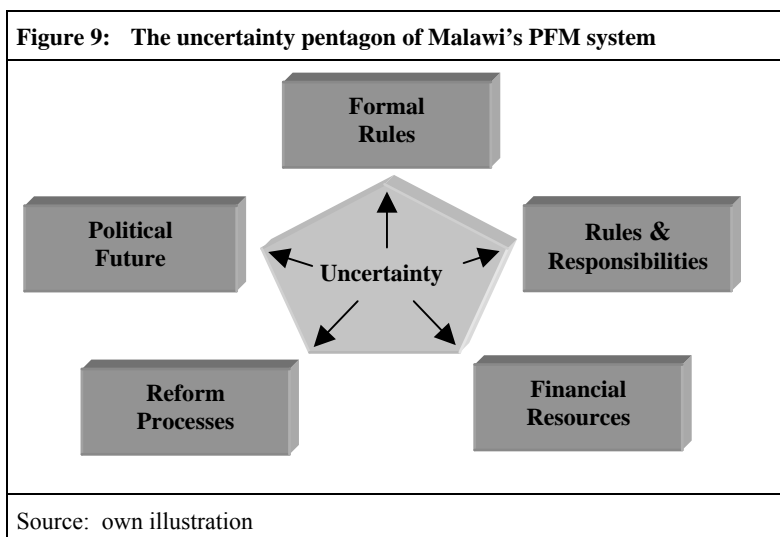 Figure 9: The uncertainty pentagon of Malawi's PFM system
Formal
Rules
Political
Future
Rules &
Responsibilities
Uncertainty
Reform
Processes
Financial
Resources
Source: own illustration